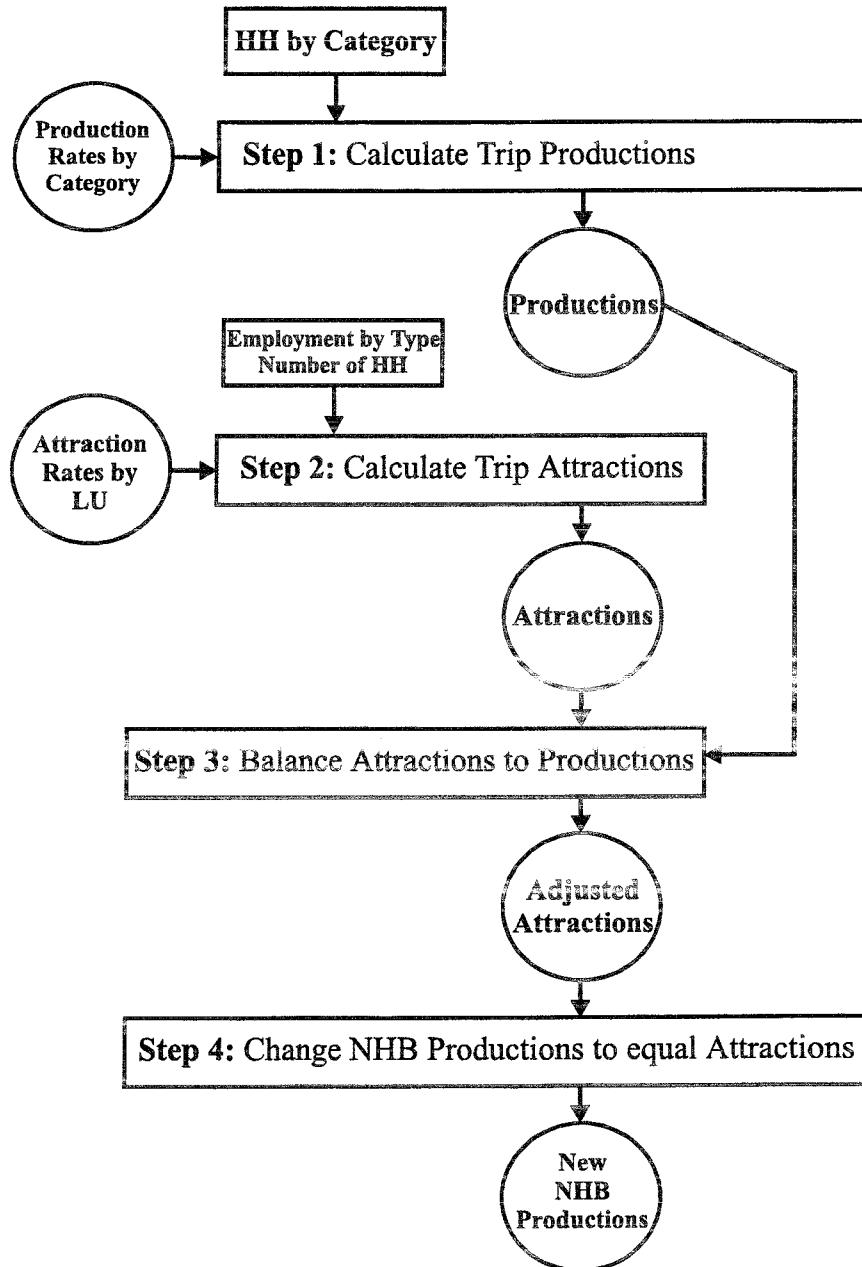 HH by Category
Production
Rates by
Category
Step 1: Calculate Trip Productions
Productions
Employment by Type
Number of HH
Attraction
Rates by
LU
Step 2: Calculate Trip Attractions
Attractions
Step 3: Balance Attractions to Productions
Adjusted
Attractions
Step 4: Change NHB Productions to equal Attractions
New
NHB
Productions